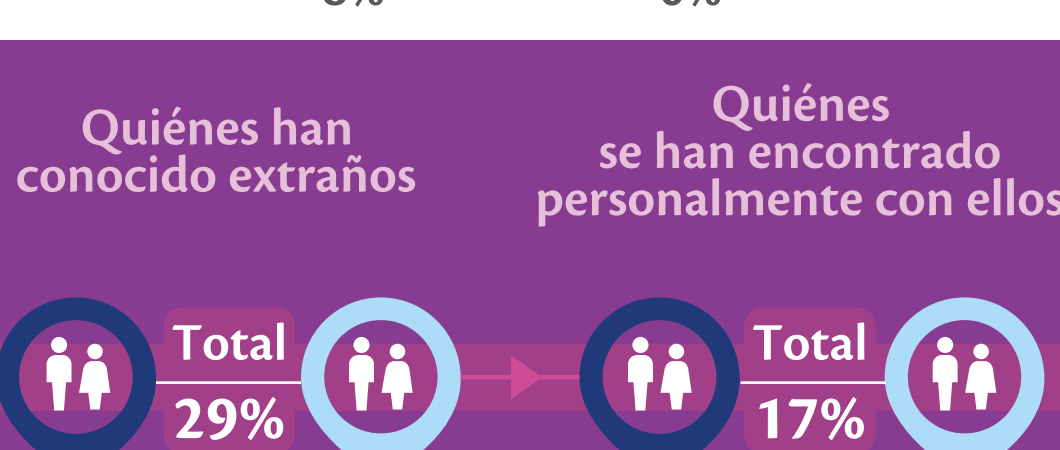 Quiénes han
conocido extraños
Quiénes
se han encontrado
personalmente con ellos
Total
29%
Total
17%